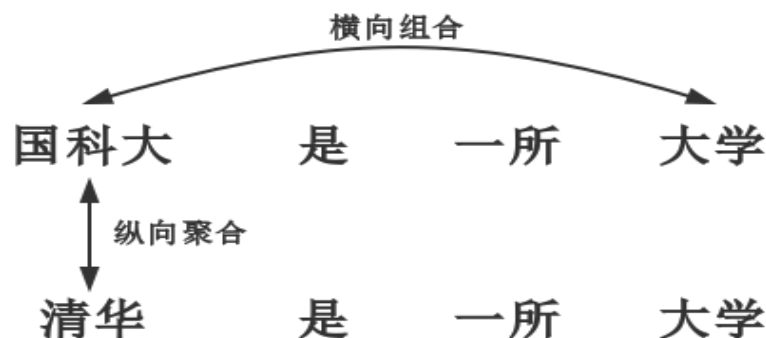 横向组合
国科大 是 一所 大学
纵向聚合
清华 是 一所 大学